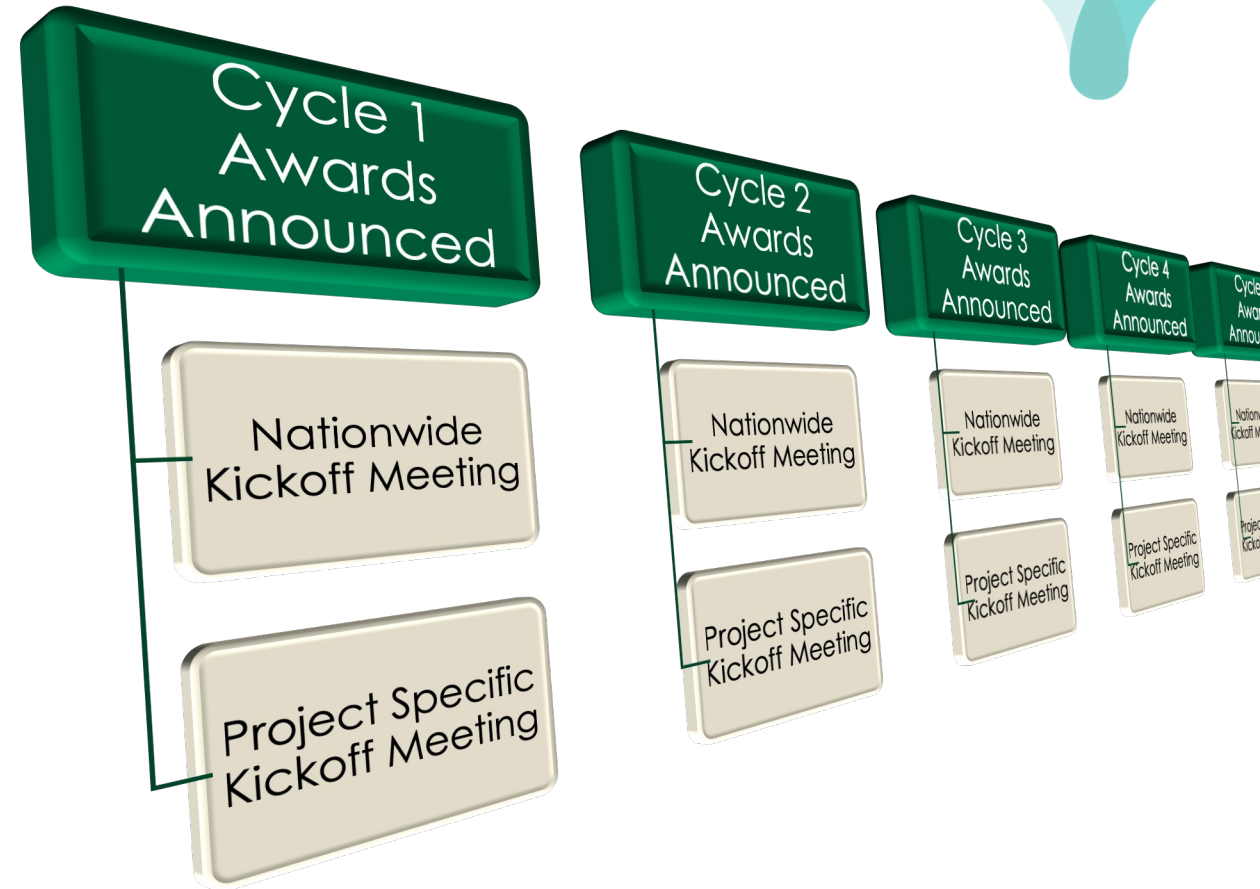 Cycle 1
Awards
Announced
Nationwide
Kickoff Meeting
Project Specific
Kickoff Meeting
Cycle 2
Awards
Announced
Nationwide
Kickoff Meeting
Project Specific
Kickoff Meeting
Cycle 3
Awards
Announced
Nationwide
Kickoff Meeting
Project Specific
Kickoff Meeting
Cycle 4
Awards
Announced
Nationwide
Kickoff Meeting
Project Specific
Kickoff Meeting
Cycle